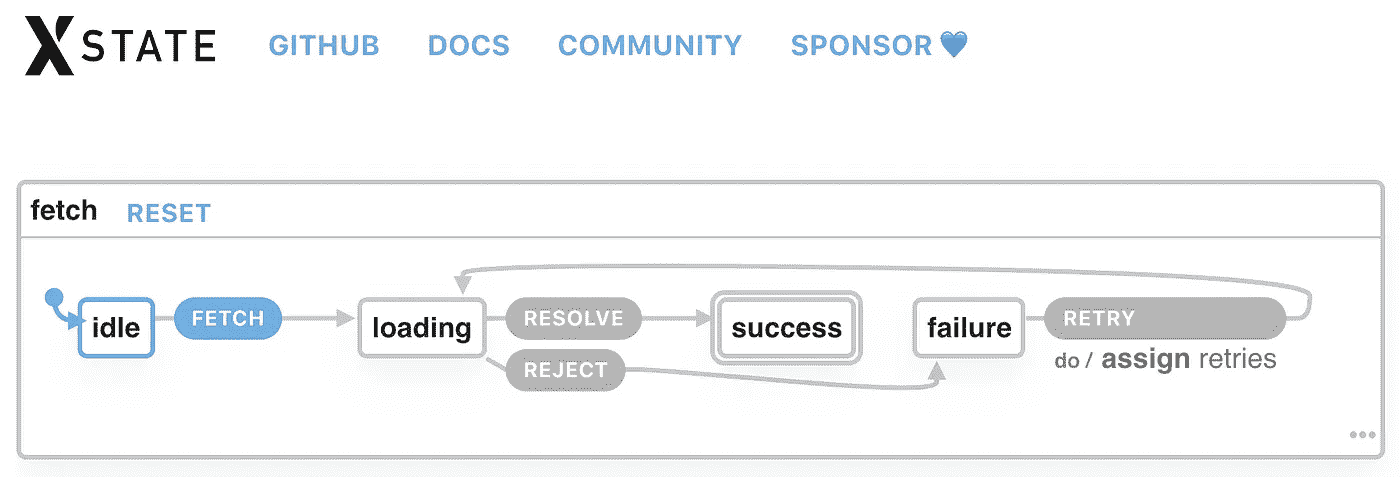 XSTATE GITHUB DOCS COMMUNITY SPONSOR 💙
fetch RESET
idle FETCH loading RESOLVE success failure RETRY
REJECT do / assign retries